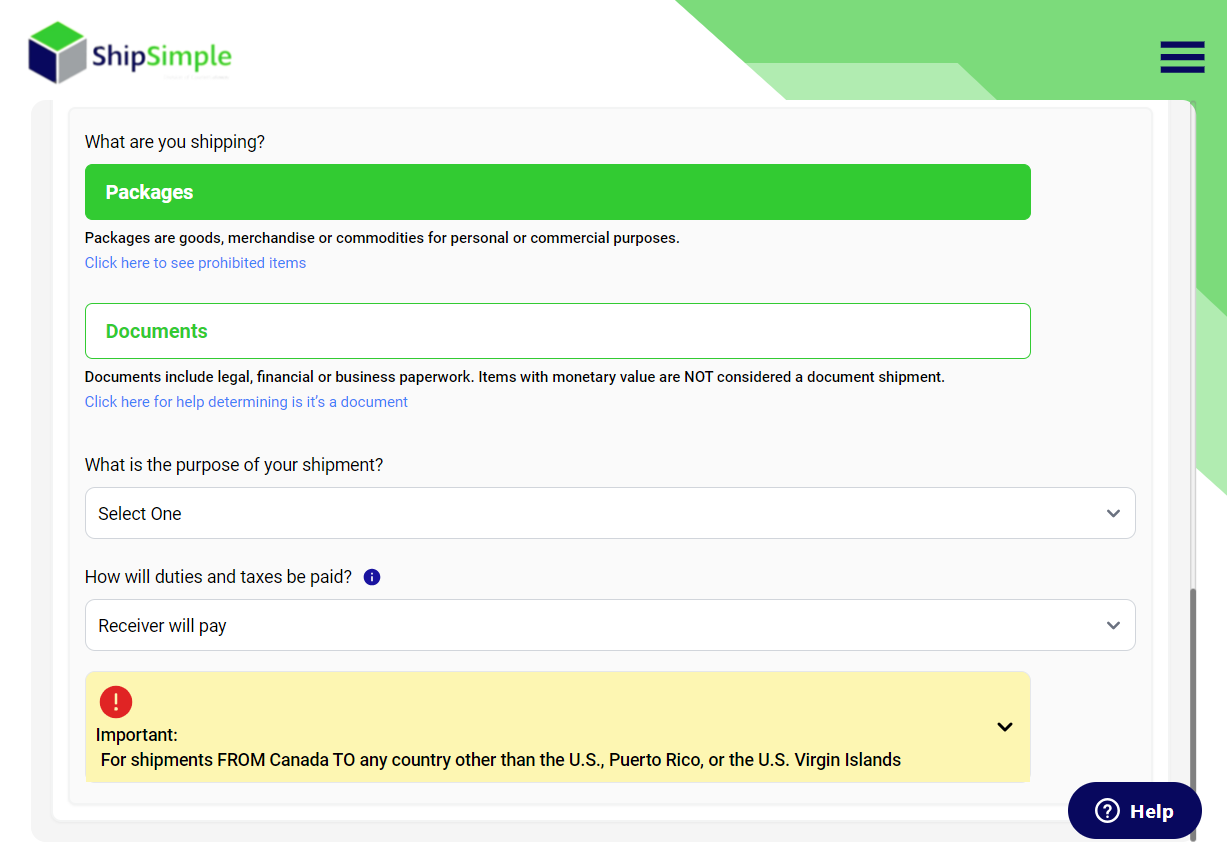 ShipSimple
What are you shipping?
Packages
Packages are goods, merchandise or commodities for personal or commercial purposes.
Click here to see prohibited items
Documents
Documents include legal, financial or business paperwork. Items with monetary value are NOT considered a document shipment.
Click here for help determining is it’s a document
What is the purpose of your shipment?
Select One
How will duties and taxes be paid?
Receiver will pay
Important:
For shipments FROM Canada TO any country other than the U.S., Puerto Rico, or the U.S. Virgin Islands
Help